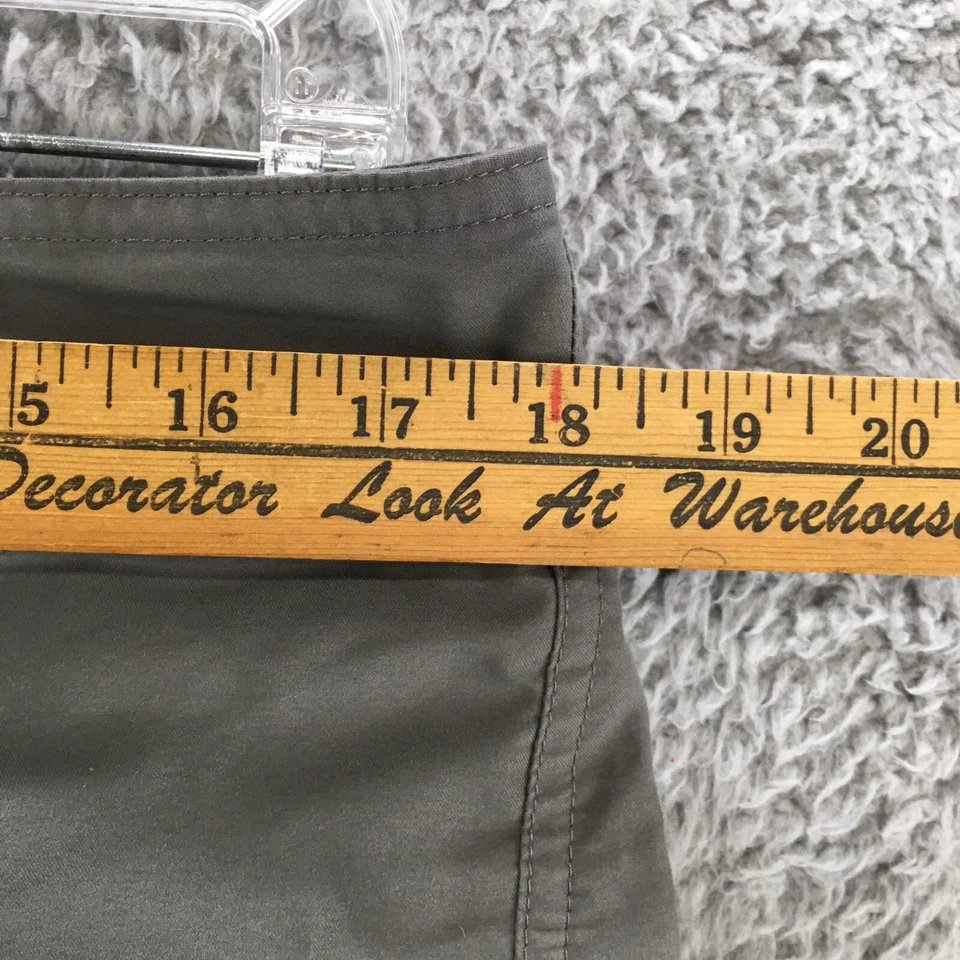 5 16 17 18 19 20
Decorator Look At Warehouse